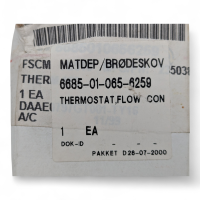 MATDEP/BRØDESKOV
FSCM
6685-01-065-6259
THER
THERMOSTAT,FLOW CON
1 EA
DAAE
A/C
1 EA
DOK-D
PAKKET D28-07-2000